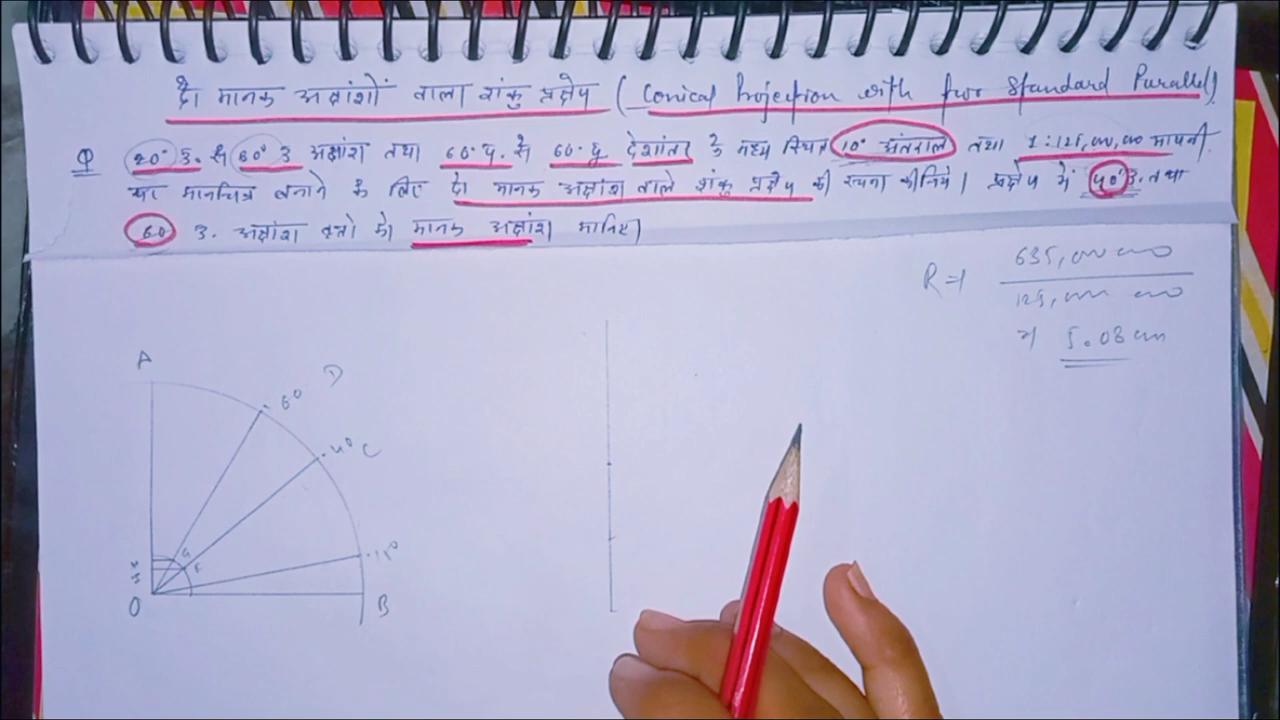 दो मानक अक्षांशों वाला शंकु प्रक्षेप (Conical Projection with two Standard Parallel)
Q 20° उ. से 80° उ अक्षांश तथा 60° पू. से 60° पू देशांतर के मध्य स्थित 10° अंतराल तथा 1:125,000,000 मापनी
पर मानचित्र बनाने के लिए दो मानक अक्षांश वाले शंकु प्रक्षेप की रचना कीजिये। प्रक्षेप में 40° उ. तथा
60 उ. अक्षांश वृत्तों को मानक अक्षांश मानिए।
R = 635,000,000
125,000,000
= 5.08 cm
A
60° D
40° C
10°
G
F
O
B